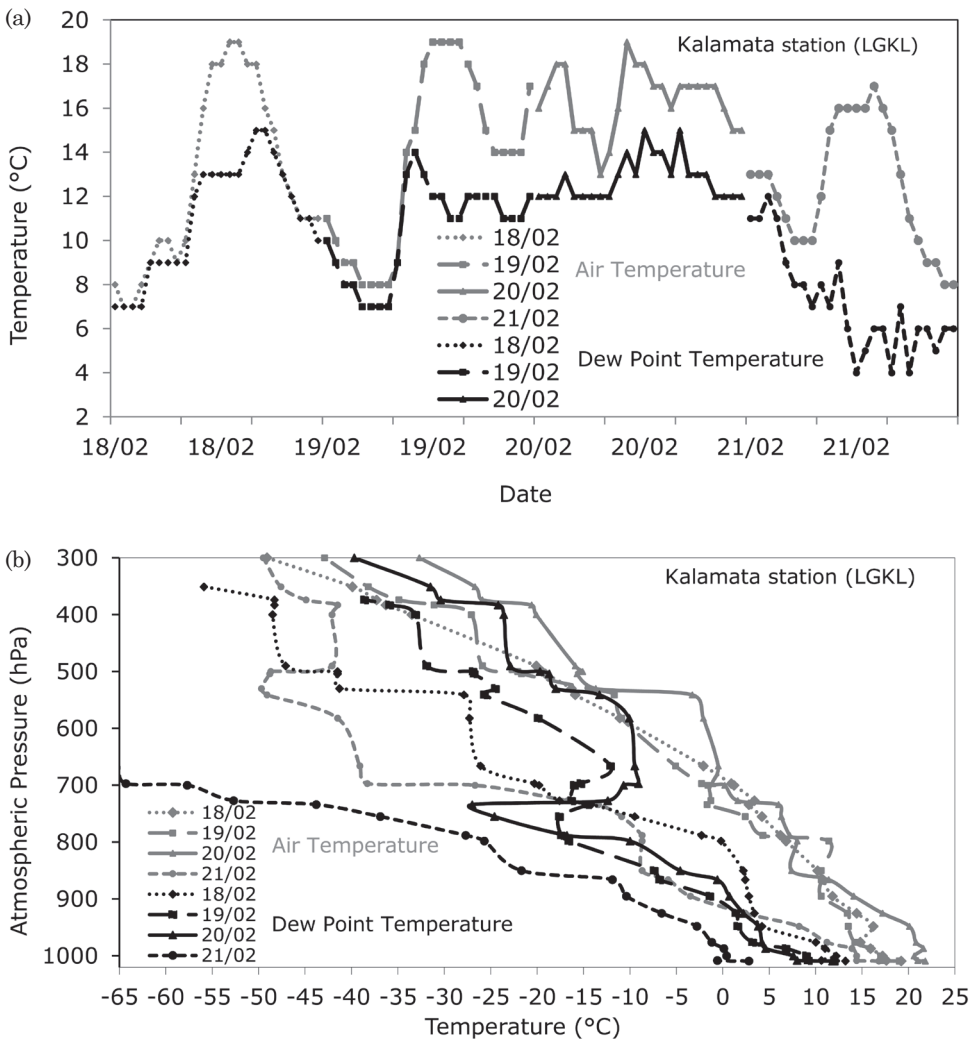 (a)
20
18
16
14
12
10
8
6
4
2
Temperature (°C)
Kalamata station (LGKL)
18/02
19/02
20/02
21/02
18/02
19/02
20/02
Air Temperature
Dew Point Temperature
18/02 18/02 19/02 19/02 20/02 20/02 21/02 21/02
Date
(b)
300
400
500
600
700
800
900
1000
Atmospheric Pressure (hPa)
Kalamata station (LGKL)
18/02
19/02
20/02
21/02
18/02
19/02
20/02
21/02
Air Temperature
Dew Point Temperature
-65 -60 -55 -50 -45 -40 -35 -30 -25 -20 -15 -10 -5 0 5 10 15 20 25
Temperature (°C)